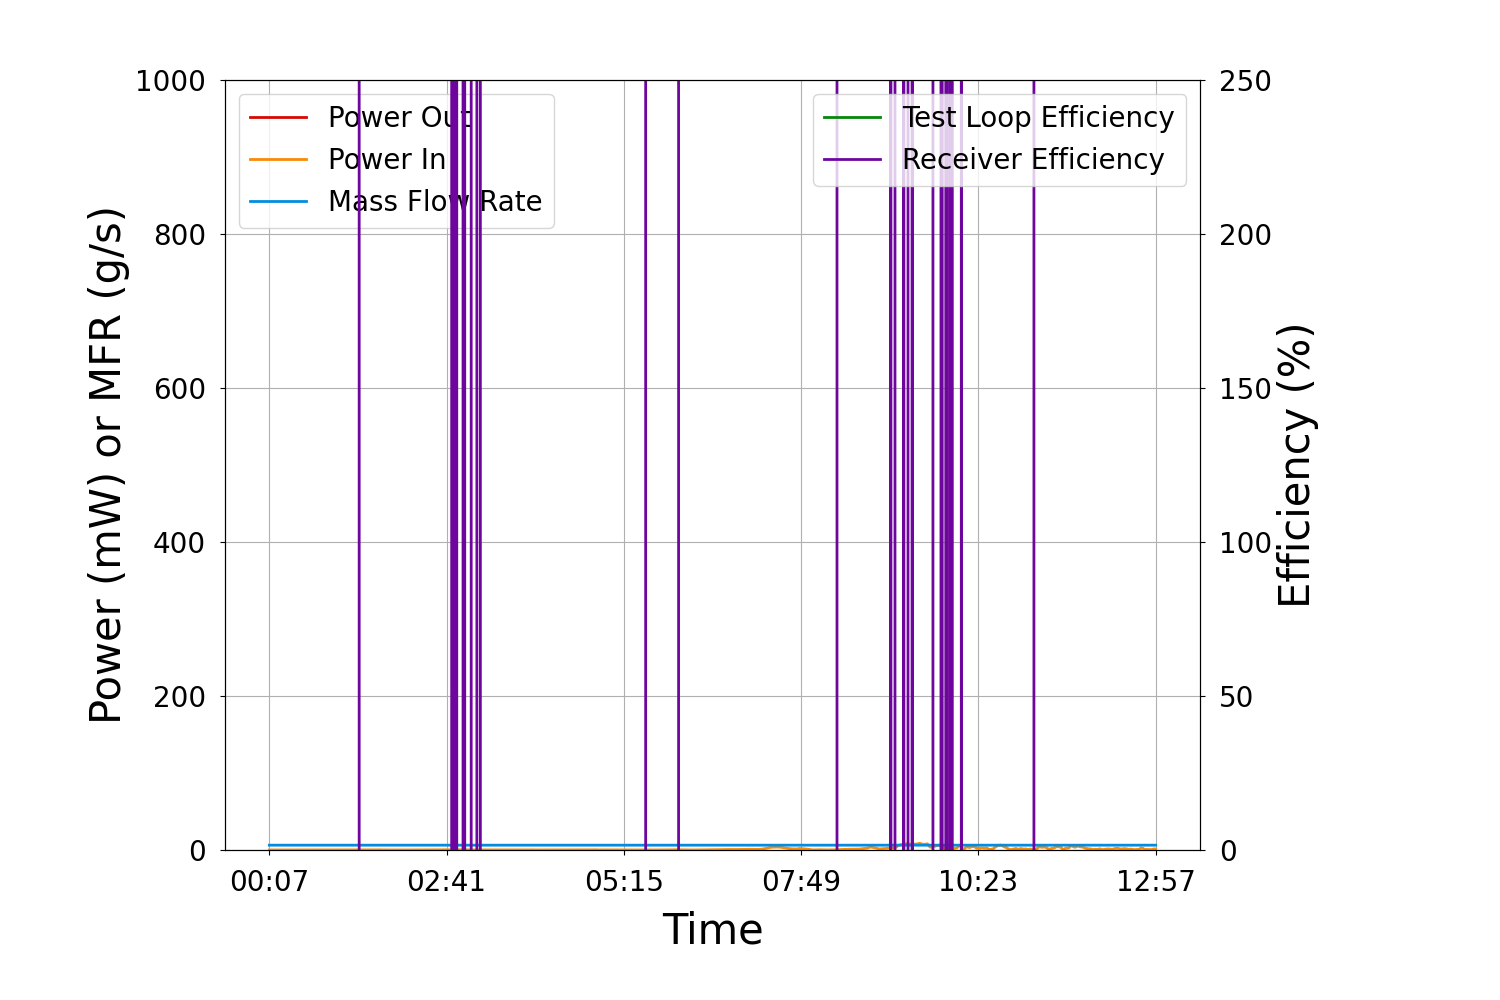 1000
800
600
400
200
0
Power (mW) or MFR (g/s)
Power Out
Power In
Mass Flow Rate
Test Loop Efficiency
Receiver Efficiency
250
200
150
100
50
0
Efficiency (%)
00:07 02:41 05:15 07:49 10:23 12:57
Time